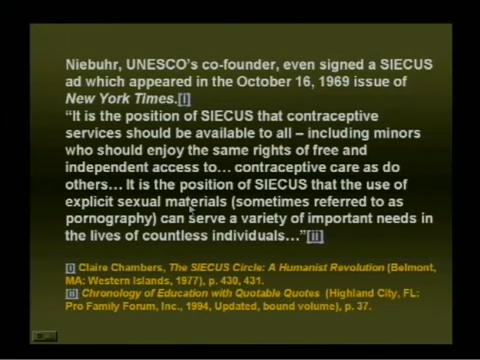 Niebuhr, UNESCO's co-founder, even signed a SIECUS
ad which appeared in the October 16, 1969 issue of
New York Times.[i]
“It is the position of SIECUS that contraceptive
services should be available to all – including minors
who should enjoy the same rights of free and
independent access to... contraceptive care as do
others... It is the position of SIECUS that the use of
explicit sexual materials (sometimes referred to as
pornography) can serve a variety of important needs in
the lives of countless individuals...”[ii]
[i] Claire Chambers, The SIECUS Circle: A Humanist Revolution (Belmont,
MA: Western Islands, 1977), p. 430, 431.
[ii] Chronology of Education with Quotable Quotes (Highland City, FL:
Pro Family Forum, Inc., 1994, Updated, bound volume), p. 37.